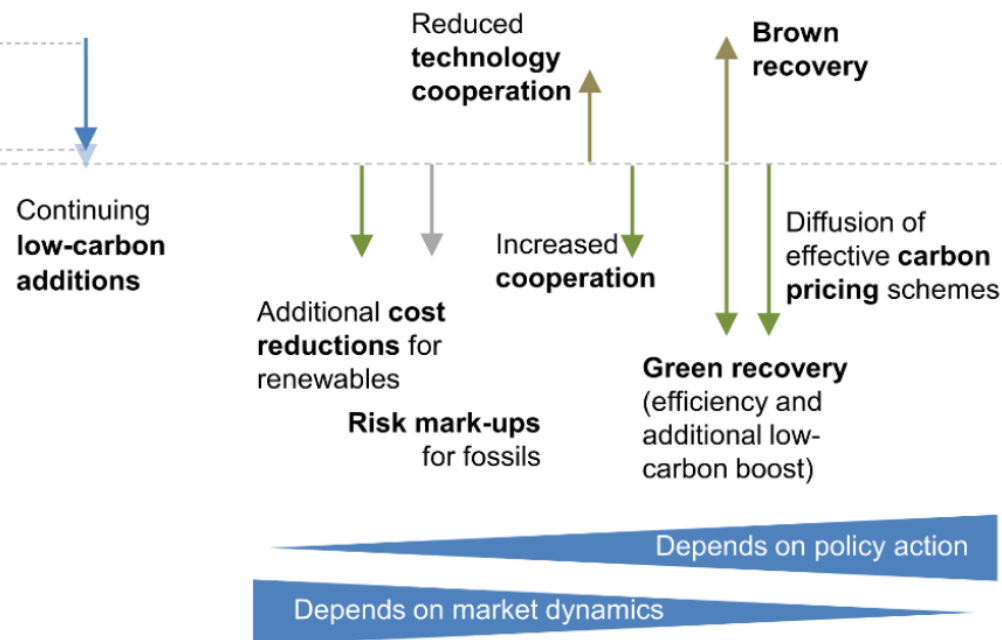 Reduced
technology
cooperation
Brown
recovery
Continuing
low-carbon
additions
Additional cost
reductions for
renewables
Risk mark-ups
for fossils
Increased
cooperation
Diffusion of
effective carbon
pricing schemes
Green recovery
(efficiency and
additional low-
carbon boost)
Depends on policy action
Depends on market dynamics